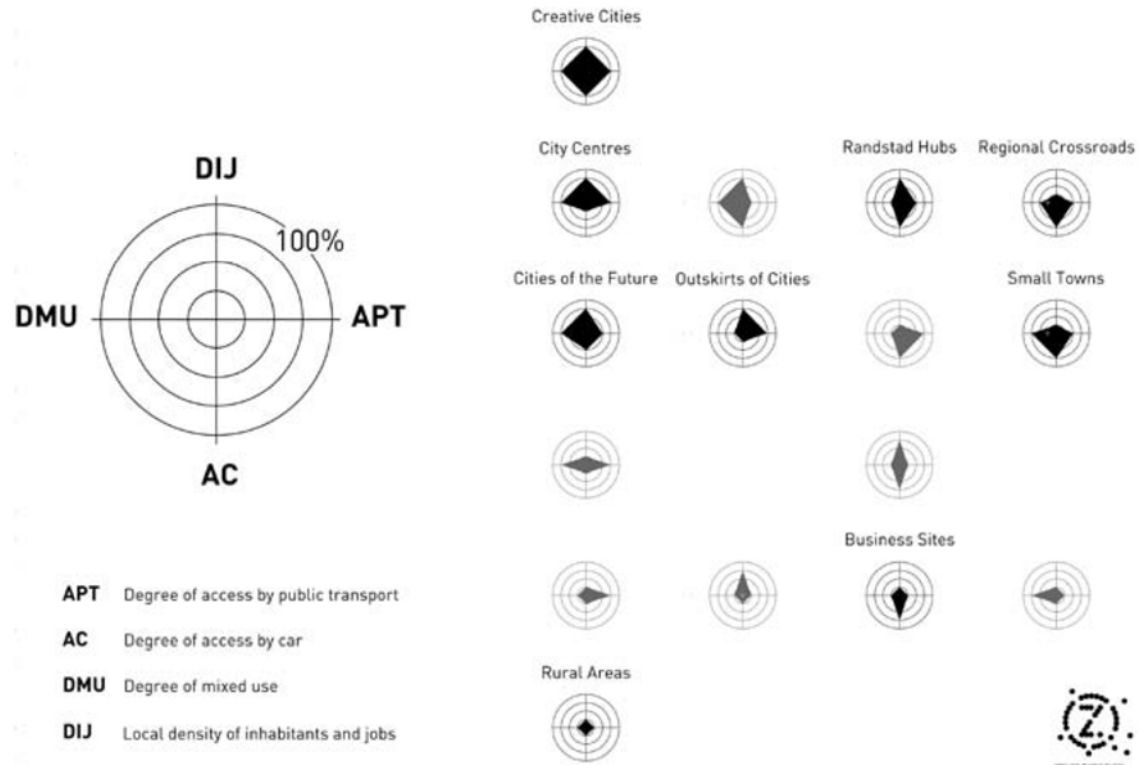 Creative Cities
City Centres
Randstad Hubs
Regional Crossroads
DIJ
100%
DMU
APT
AC
Cities of the Future
Outskirts of Cities
Small Towns
Business Sites
APT Degree of access by public transport
AC Degree of access by car
DMU Degree of mixed use
DIJ Local density of inhabitants and jobs
Rural Areas
Z